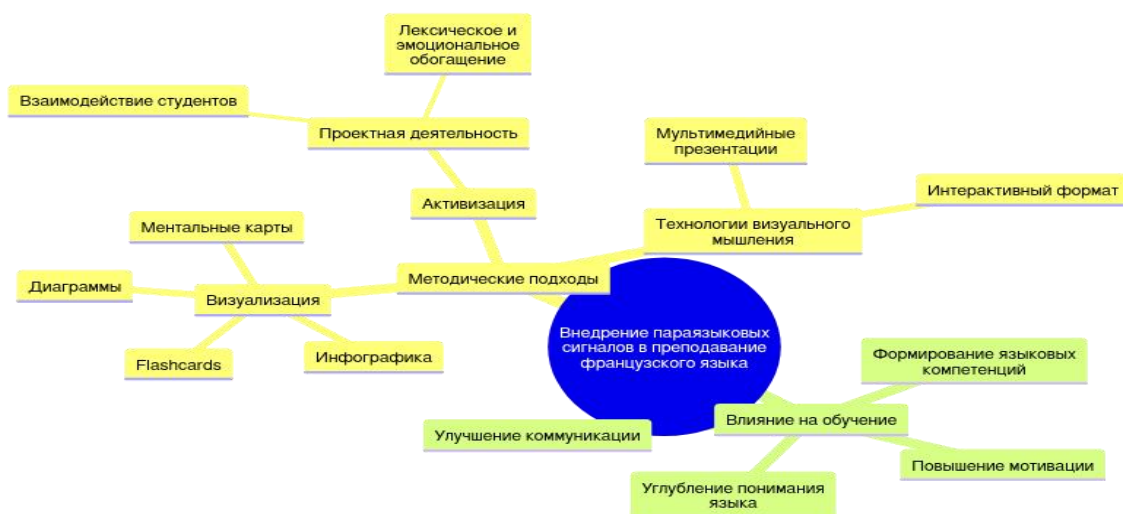 Лексическое и
эмоциональное
обогащение
Взаимодействие студентов
Проектная деятельность
Мультимедийные
презентации
Интерактивный формат
Активизация
Технологии визуального
мышления
Ментальные карты
Методические подходы
Диаграммы
Визуализация
Flashcards
Инфографика
Внедрение параязыковых
сигналов в преподавание
французского языка
Формирование языковых
компетенций
Влияние на обучение
Улучшение коммуникации
Повышение мотивации
Углубление понимания
языка